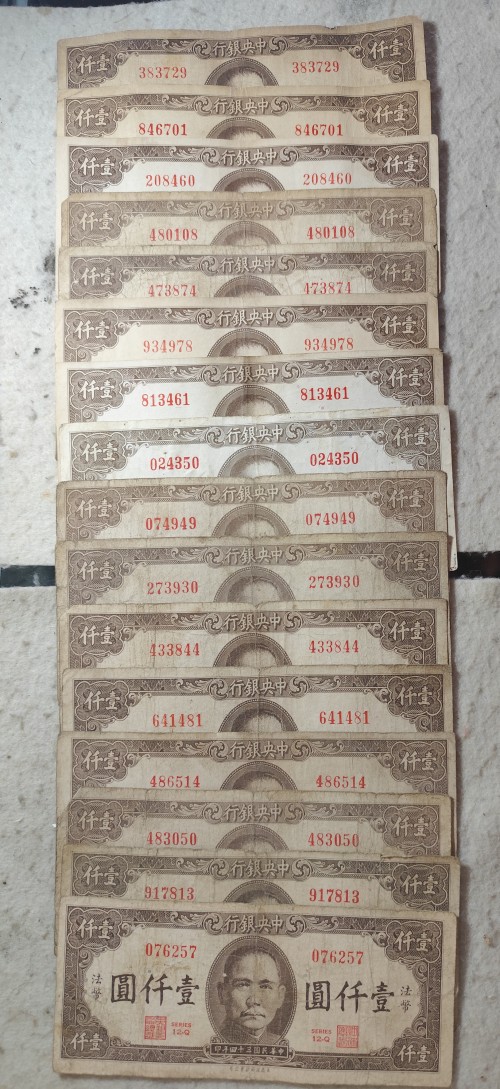 壹仟 中央銀行 壹仟
383729 383729
壹仟 中央銀行 壹仟
846701 846701
壹仟 中央銀行 壹仟
208460 208460
壹仟 中央銀行 壹仟
480108 480108
壹仟 中央銀行 壹仟
473874 473874
壹仟 中央銀行 壹仟
934978 934978
壹仟 中央銀行 壹仟
813461 813461
壹仟 中央銀行 壹仟
024350 024350
壹仟 中央銀行 壹仟
074949 074949
壹仟 中央銀行 壹仟
273930 273930
壹仟 中央銀行 壹仟
433844 433844
壹仟 中央銀行 壹仟
641481 641481
壹仟 中央銀行 壹仟
486514 486514
壹仟 中央銀行 壹仟
483050 483050
壹仟 中央銀行 壹仟
917813 917813
壹仟 中央銀行 壹仟
076257 076257
法幣 壹仟圓 壹仟圓 法幣
SERIES SERIES
12-Q 12-Q
壹仟 中華民國三十四年印 壹仟